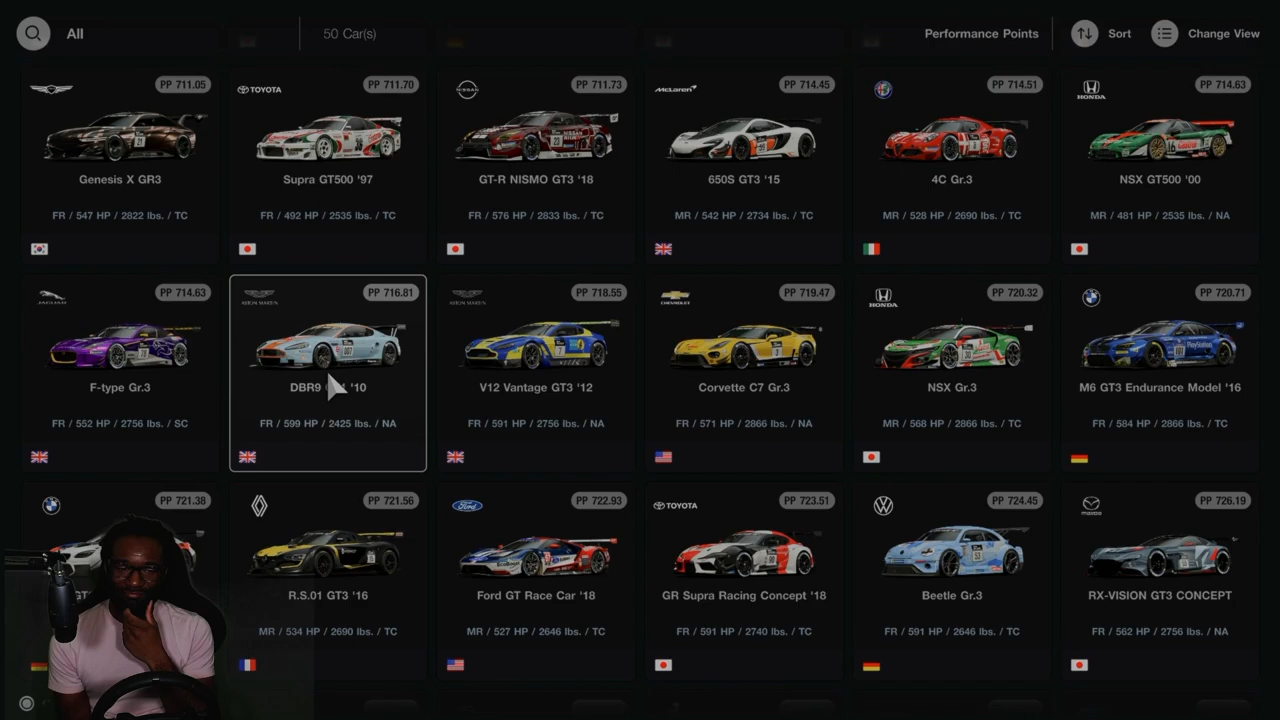 All
50 Car(s)
Performance Points
Sort
Change View
PP 711.05
TOYOTA
PP 711.70
NISSAN
PP 711.73
McLaren
PP 714.45
PP 714.51
HONDA
PP 714.63
Genesis X GR3
Supra GT500 '97
GT-R NISMO GT3 '18
650S GT3 '15
4C Gr.3
NSX GT500 '00
FR / 547 HP / 2822 lbs. / TC
FR / 492 HP / 2535 lbs. / TC
FR / 576 HP / 2833 lbs. / TC
MR / 542 HP / 2734 lbs. / TC
MR / 528 HP / 2690 lbs. / TC
MR / 481 HP / 2535 lbs. / NA
JAGUAR
PP 714.63
ASTON MARTIN
PP 716.81
ASTON MARTIN
PP 718.55
CHEVROLET
PP 719.47
HONDA
PP 720.32
PP 720.71
F-type Gr.3
DBR9 '10
V12 Vantage GT3 '12
Corvette C7 Gr.3
NSX Gr.3
M6 GT3 Endurance Model '16
FR / 552 HP / 2756 lbs. / SC
FR / 599 HP / 2425 lbs. / NA
FR / 591 HP / 2756 lbs. / NA
FR / 571 HP / 2866 lbs. / NA
MR / 568 HP / 2866 lbs. / TC
FR / 584 HP / 2866 lbs. / TC
PP 721.38
PP 721.56
Ford
PP 722.93
TOYOTA
PP 723.51
PP 724.45
mazda
PP 726.19
R.S.01 GT3 '16
Ford GT Race Car '18
GR Supra Racing Concept '18
Beetle Gr.3
RX-VISION GT3 CONCEPT
MR / 534 HP / 2690 lbs. / TC
MR / 527 HP / 2646 lbs. / TC
FR / 591 HP / 2740 lbs. / TC
FR / 591 HP / 2646 lbs. / TC
FR / 562 HP / 2756 lbs. / NA